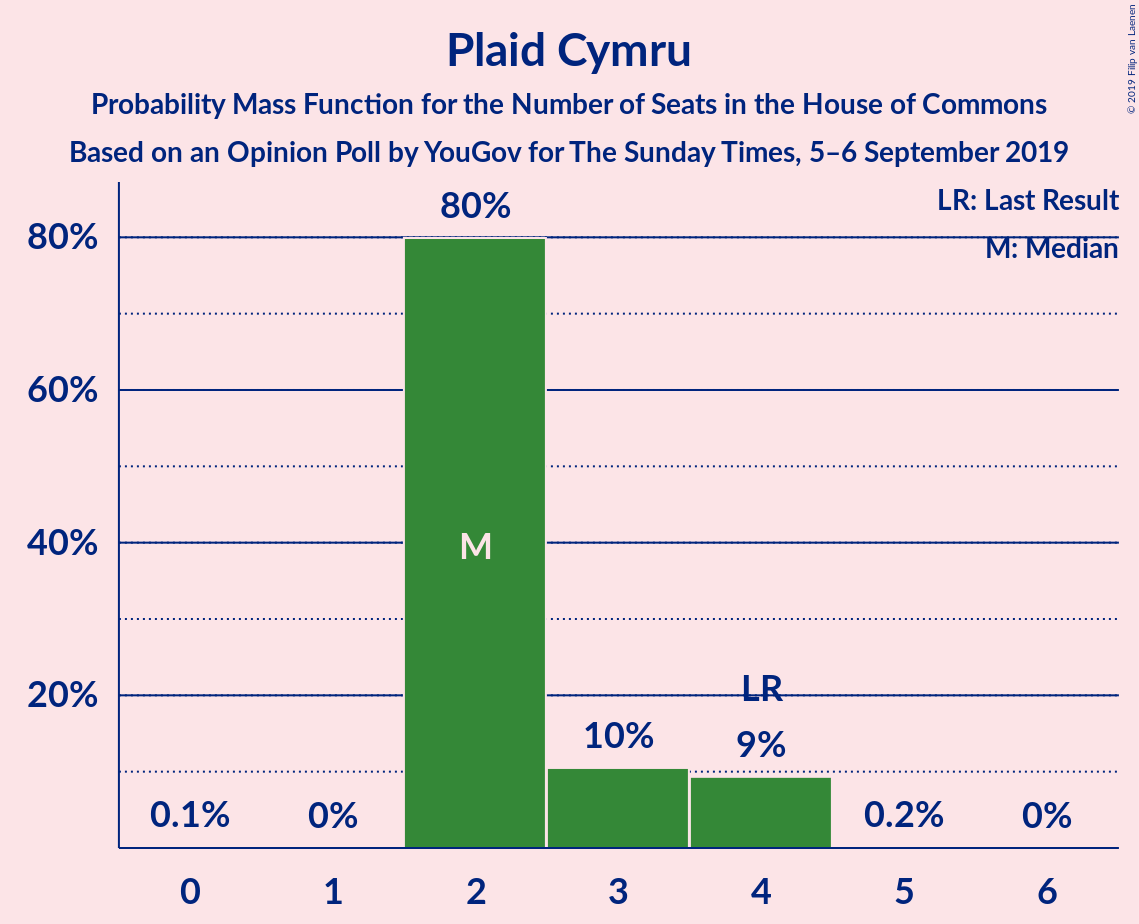 Plaid Cymru
Probability Mass Function for the Number of Seats in the House of Commons
Based on an Opinion Poll by YouGov for The Sunday Times, 5–6 September 2019
© 2019 Filip van Laenen
LR: Last Result
M: Median
80%
60%
40%
20%
0.1%
0%
80%
M
10%
LR
9%
0.2%
0%
0 1 2 3 4 5 6